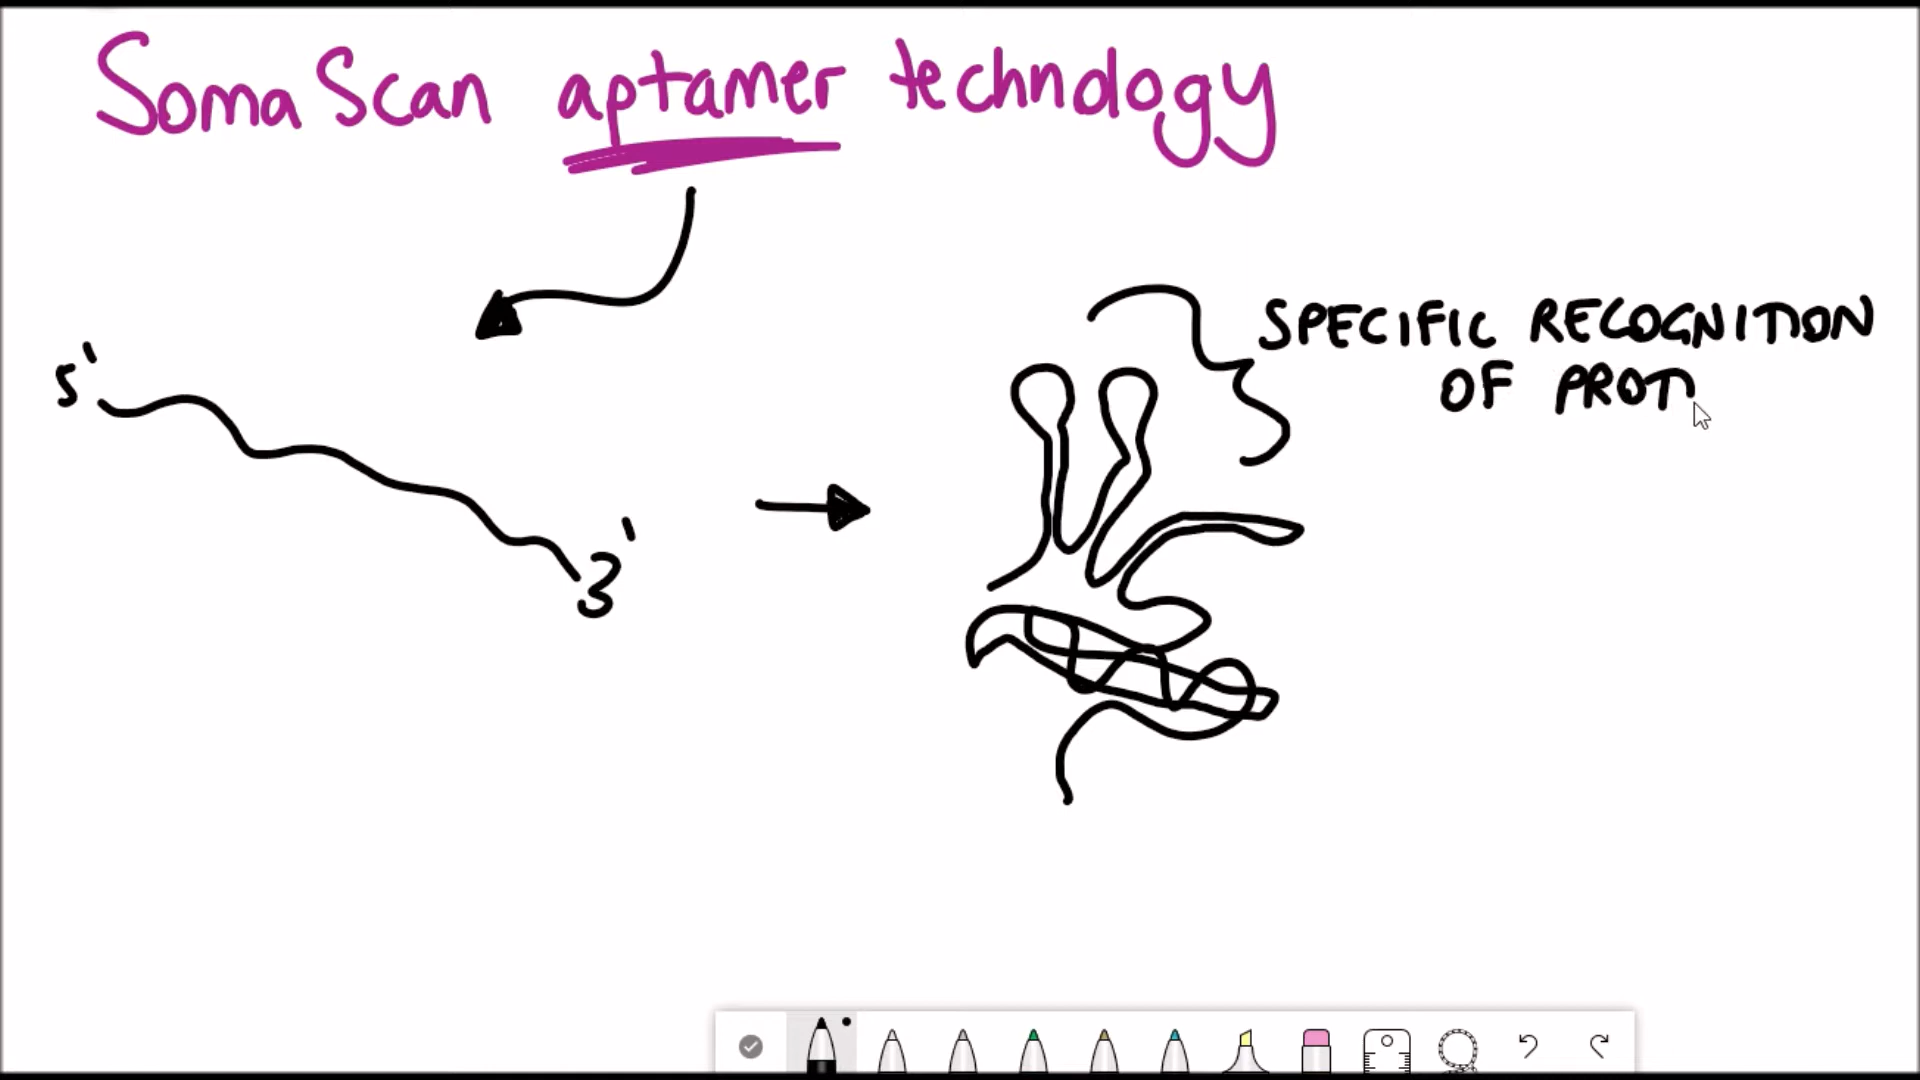 SomaScan aptamer technology
SPECIFIC RECOGNITION
OF PROT
5'
3'